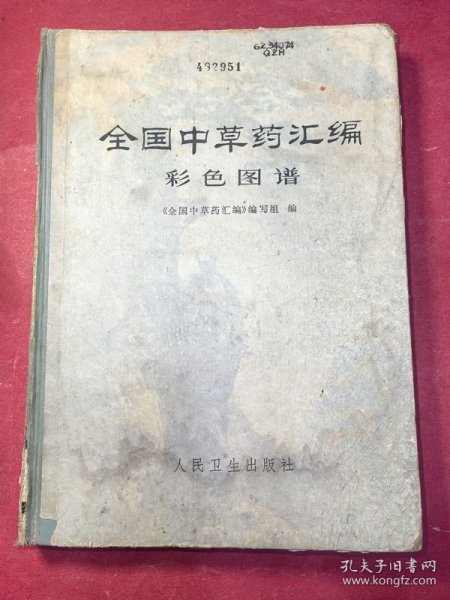 6234074
QZH
432951
全国中草药汇编
彩色图谱
《全国中草药汇编》编写组 编
人民卫生出版社
孔夫子旧书网
www.kongfz.com